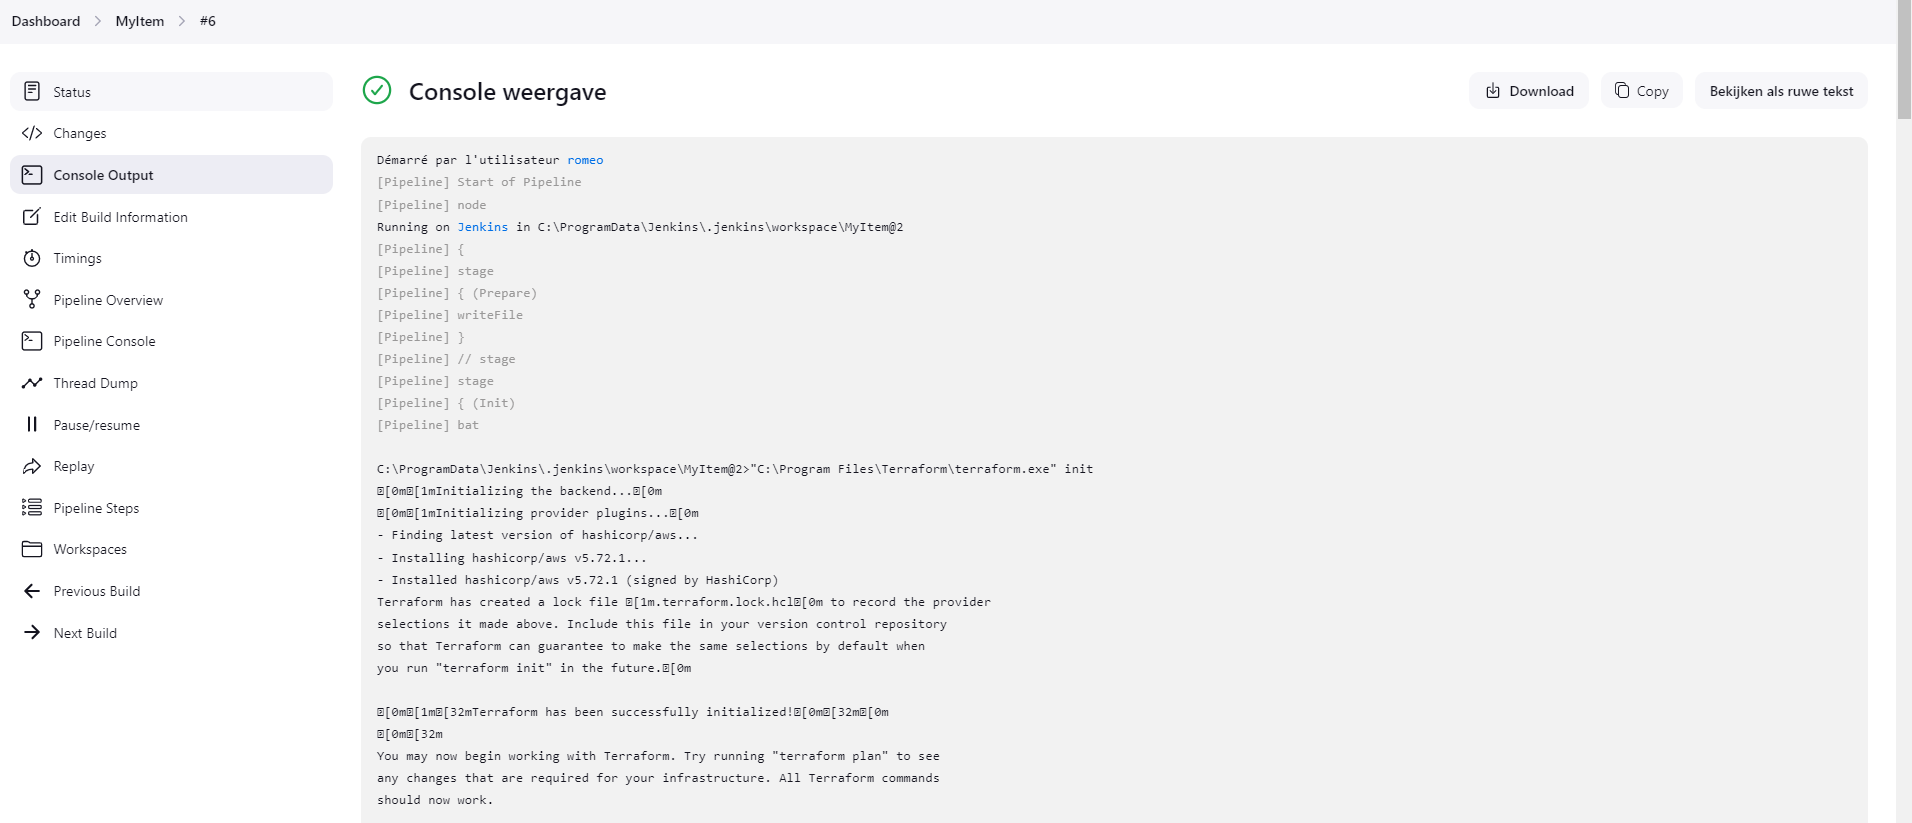 Dashboard > MyItem > #6
Status
Changes
Console Output
Edit Build Information
Timings
Pipeline Overview
Pipeline Console
Thread Dump
Pause/resume
Replay
Pipeline Steps
Workspaces
Previous Build
Next Build
Console weergave
Download
Copy
Bekijken als ruwe tekst
Démarré par l'utilisateur romeo
[Pipeline] Start of Pipeline
[Pipeline] node
Running on Jenkins in C:\ProgramData\Jenkins\.jenkins\workspace\MyItem@2
[Pipeline] {
[Pipeline] stage
[Pipeline] { (Prepare)
[Pipeline] writeFile
[Pipeline] }
[Pipeline] // stage
[Pipeline] stage
[Pipeline] { (Init)
[Pipeline] bat
C:\ProgramData\Jenkins\.jenkins\workspace\MyItem@2>"C:\Program Files\Terraform\terraform.exe" init
[0m[1mInitializing the backend...[0m
[0m[1mInitializing provider plugins...[0m
- Finding latest version of hashicorp/aws...
- Installing hashicorp/aws v5.72.1...
- Installed hashicorp/aws v5.72.1 (signed by HashiCorp)
Terraform has created a lock file [1m.terraform.lock.hcl[0m to record the provider
selections it made above. Include this file in your version control repository
so that Terraform can guarantee to make the same selections by default when
you run "terraform init" in the future.[0m
[0m[1m[32mTerraform has been successfully initialized![0m[32m[0m
[0m[32m
You may now begin working with Terraform. Try running "terraform plan" to see
any changes that are required for your infrastructure. All Terraform commands
should now work.